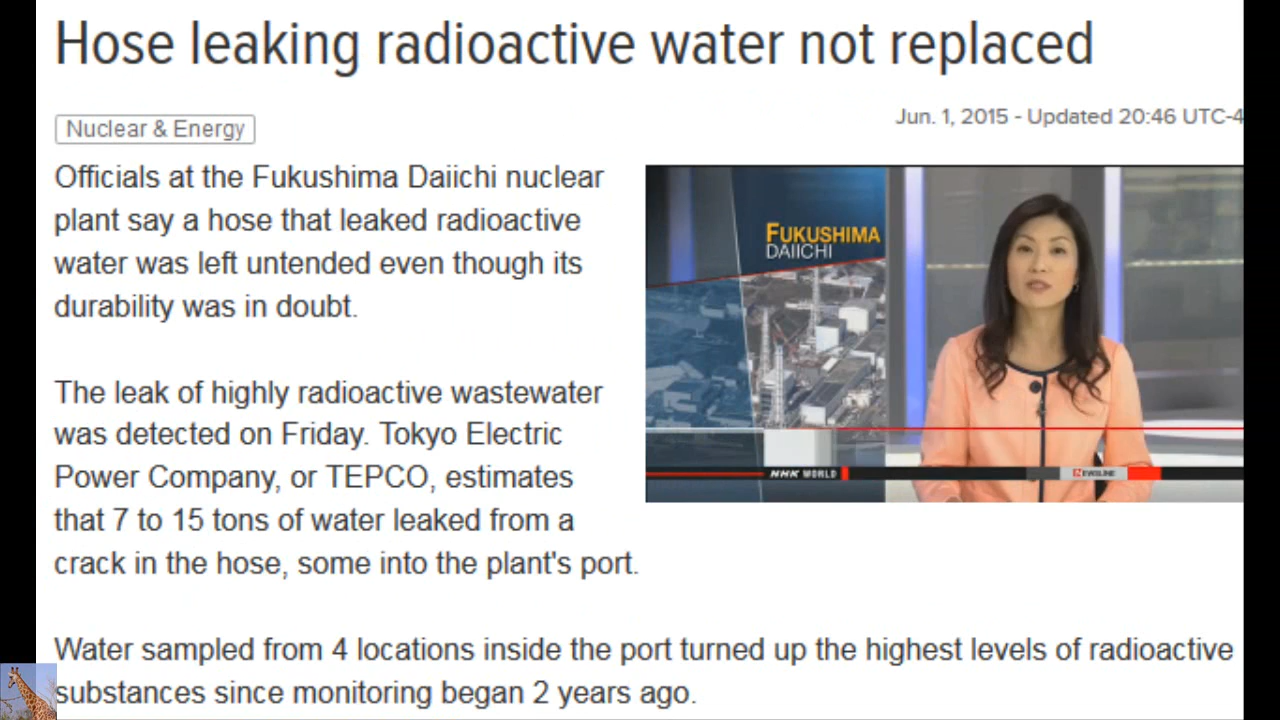 Hose leaking radioactive water not replaced
Nuclear & Energy
Jun. 1, 2015 - Updated 20:46 UTC-4
Officials at the Fukushima Daiichi nuclear
plant say a hose that leaked radioactive
water was left untended even though its
durability was in doubt.
FUKUSHIMA
DAIICHI
NHK WORLD
NEWSLINE
The leak of highly radioactive wastewater
was detected on Friday. Tokyo Electric
Power Company, or TEPCO, estimates
that 7 to 15 tons of water leaked from a
crack in the hose, some into the plant's port.
Water sampled from 4 locations inside the port turned up the highest levels of radioactive
substances since monitoring began 2 years ago.